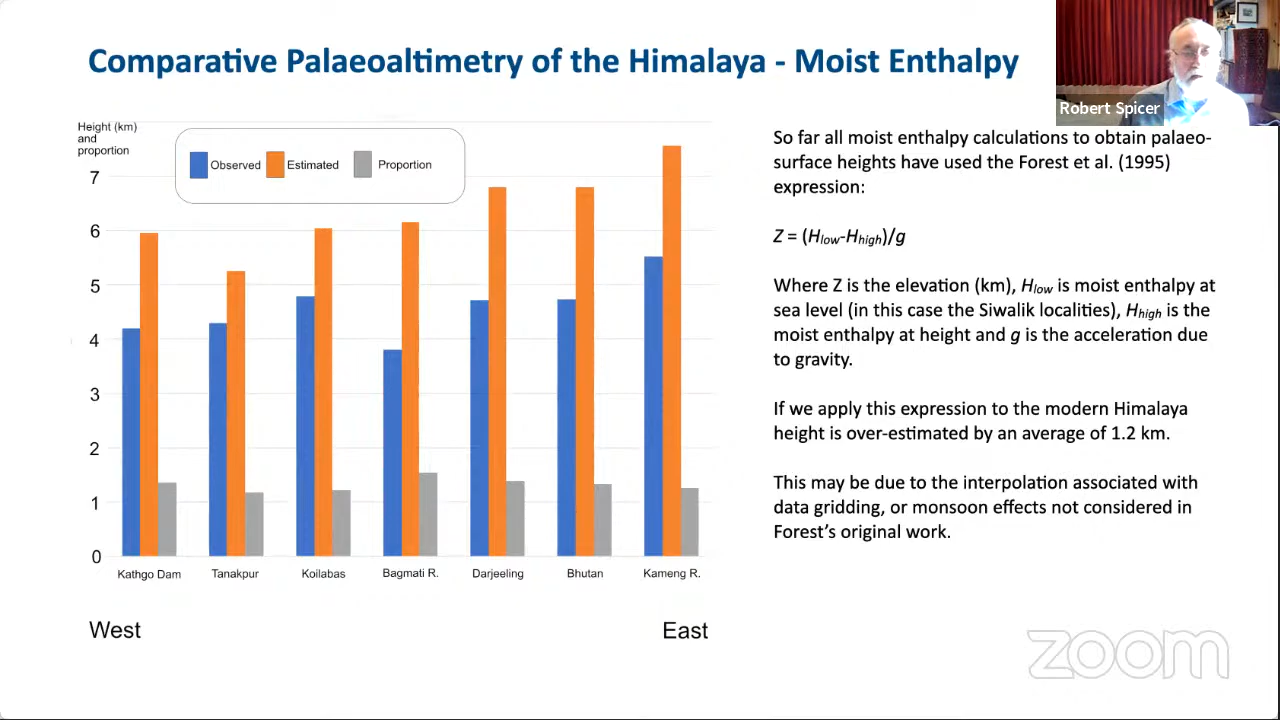 Comparative Palaeoaltimetry of the Himalaya - Moist Enthalpy
Robert Spicer
Height (km)
and
proportion
Observed Estimated Proportion
7
6
5
4
3
2
1
0
Kathgo Dam Tanakpur Koilabas Bagmati R. Darjeeling Bhutan Kameng R.
West East
So far all moist enthalpy calculations to obtain palaeo-
surface heights have used the Forest et al. (1995)
expression:
Z = (Hlow-Hhigh)/g
Where Z is the elevation (km), Hlow is moist enthalpy at
sea level (in this case the Siwalik localities), Hhigh is the
moist enthalpy at height and g is the acceleration due
to gravity.
If we apply this expression to the modern Himalaya
height is over-estimated by an average of 1.2 km.
This may be due to the interpolation associated with
data gridding, or monsoon effects not considered in
Forest's original work.
zoom